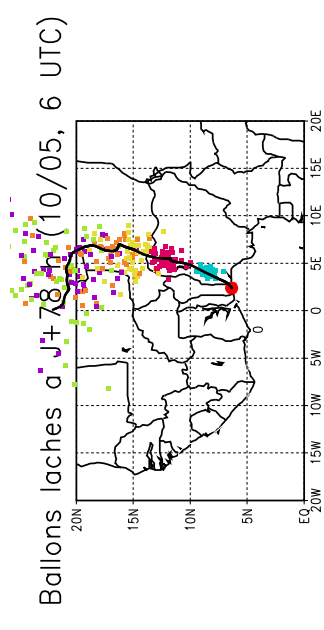 Ballons laches a J+78h (10/05, 6 UTC)
20N
15N
10N
5N
EQ
20W
15W
10W
5W
0
5E
10E
15E
20E
0